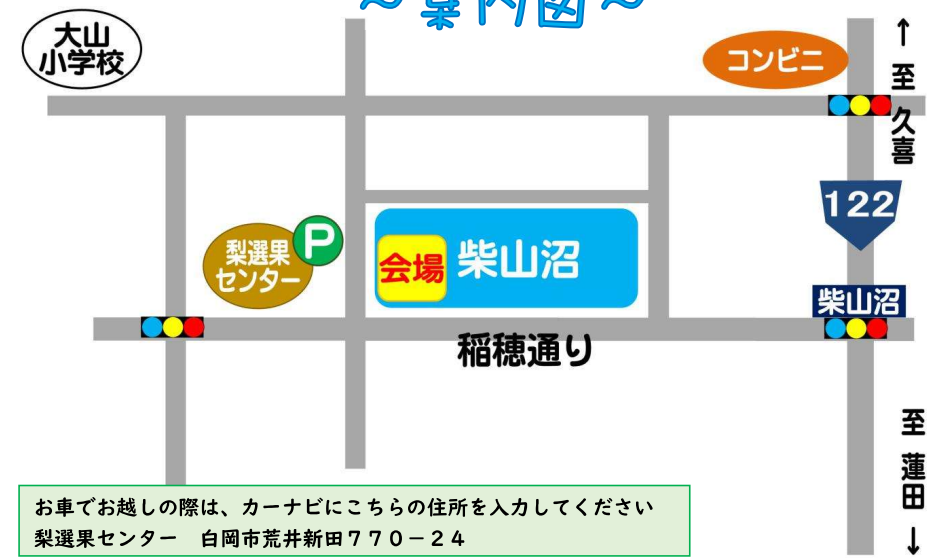 ～案内図～
大山
小学校
コンビニ
↑
至
久
喜
122
梨選果
センター
P
会場
柴山沼
柴山沼
稲穂通り
至
蓮
田
↓
お車でお越しの際は、カーナビにこちらの住所を入力してください
梨選果センター　白岡市荒井新田７７０－２４